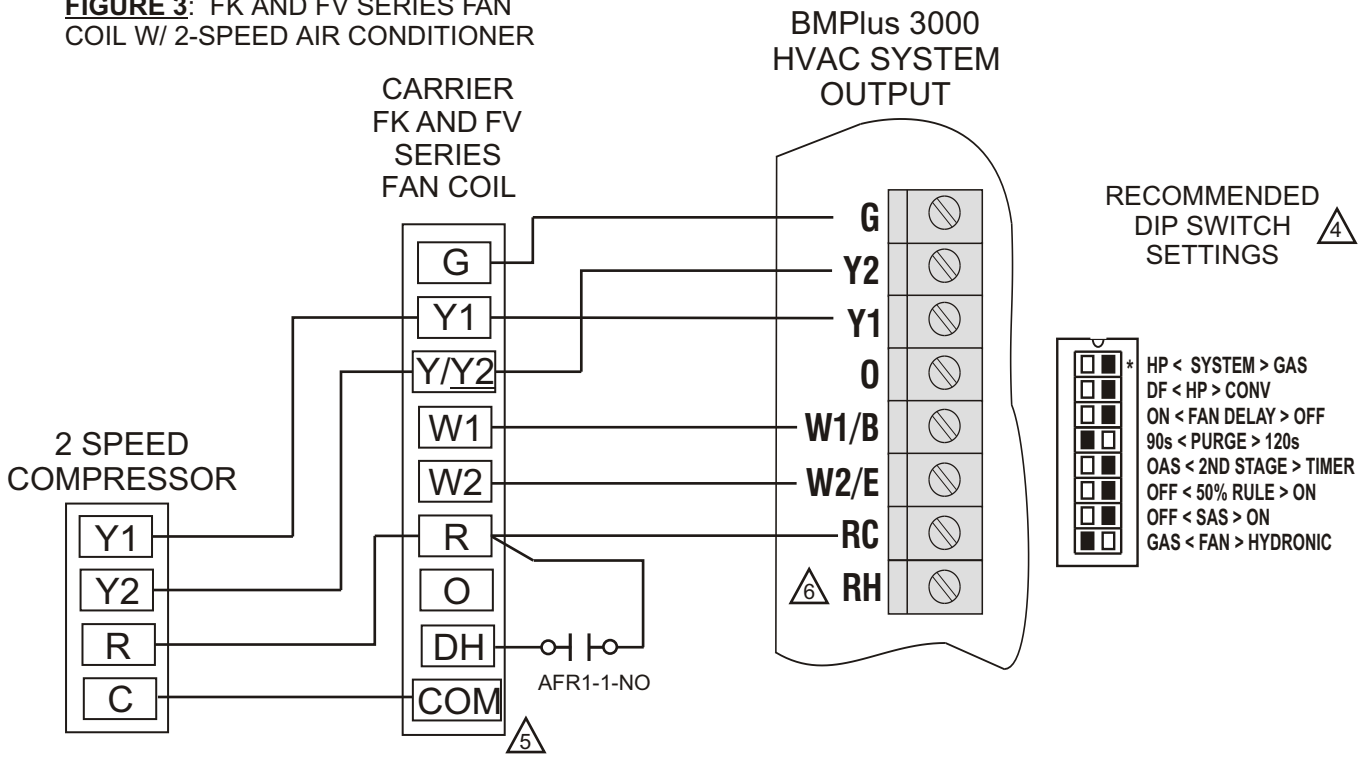 FIGURE 3: FK AND FV SERIES FAN
COIL W/ 2-SPEED AIR CONDITIONER
BMPlus 3000
HVAC SYSTEM
OUTPUT
CARRIER
FK AND FV
SERIES
FAN COIL
RECOMMENDED
DIP SWITCH
SETTINGS
4
2 SPEED
COMPRESSOR
Y1
Y2
R
C
G
Y1
Y/Y2
W1
W2
R
O
DH
COM
5
AFR1-1-NO
G
Y2
Y1
O
W1/B
W2/E
RC
6 RH
* HP < SYSTEM > GAS
DF < HP > CONV
ON < FAN DELAY > OFF
90s < PURGE > 120s
OAS < 2ND STAGE > TIMER
OFF < 50% RULE > ON
OFF < SAS > ON
GAS < FAN > HYDRONIC